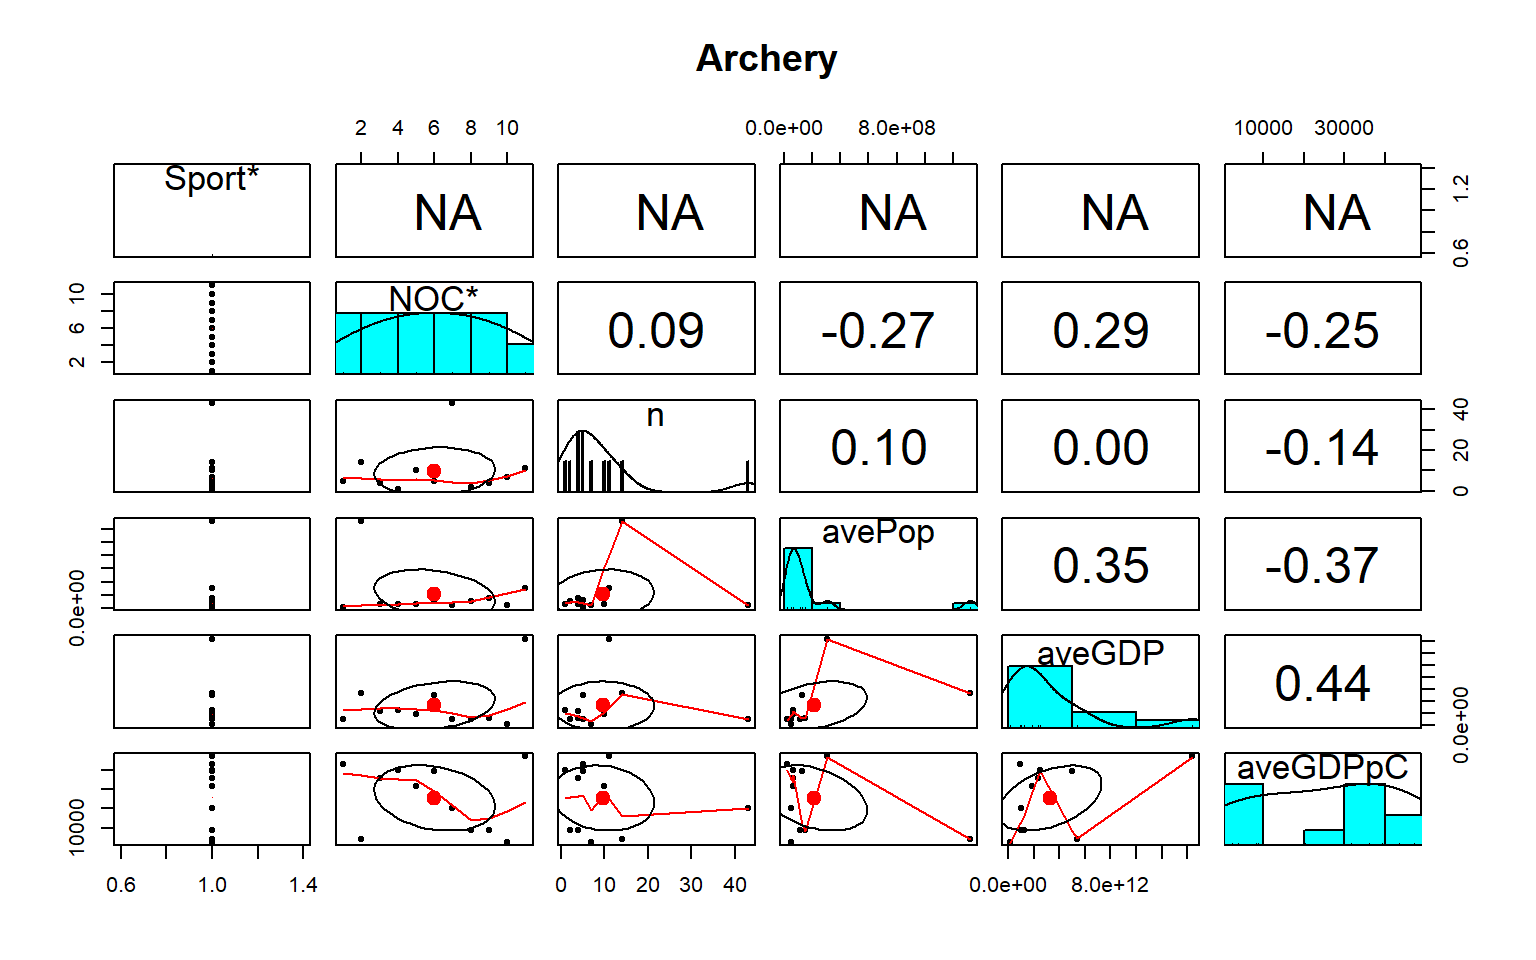 Archery
2 4 6 8 10
0.0e+00 8.0e+08
10000 30000
Sport* NA NA NA NA NA
0.6 1.2
NOC* 0.09 -0.27 0.29 -0.25
2 6 10
n 0.10 0.00 -0.14
0 20 40
avePop 0.35 -0.37
0.0e+00
aveGDP 0.44
0.0e+00
aveGDPpC
10000
0.6 1.0 1.4
0 10 20 30 40
0.0e+00 8.0e+12